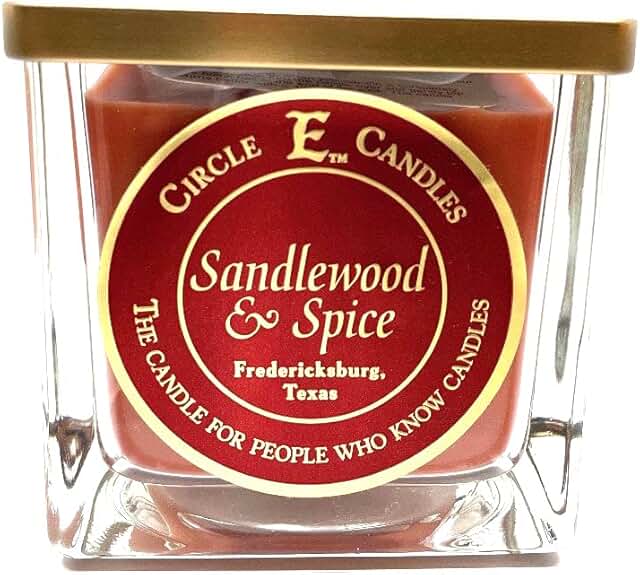 CIRCLE E™ CANDLES
Sandlewood
& Spice
Fredericksburg,
Texas
THE CANDLE FOR PEOPLE WHO KNOW CANDLES